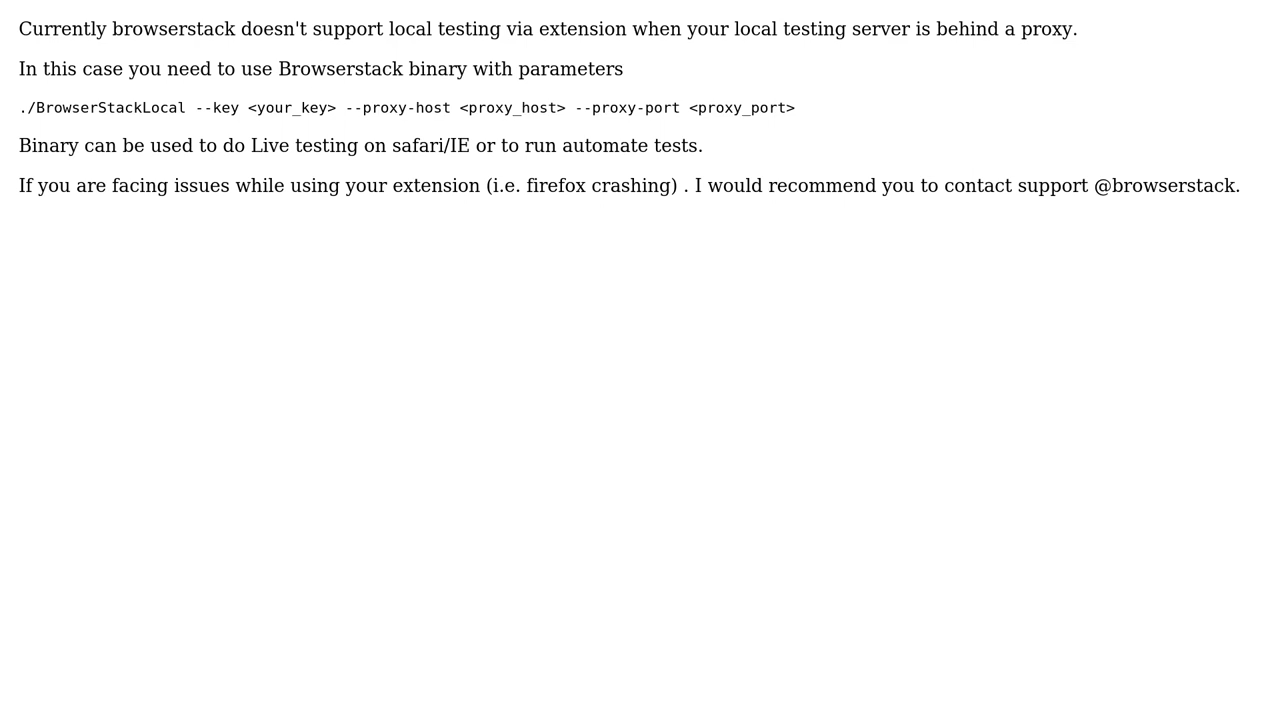 Currently browserstack doesn't support local testing via extension when your local testing server is behind a proxy.
In this case you need to use Browserstack binary with parameters
./BrowserStackLocal --key <your_key> --proxy-host <proxy_host> --proxy-port <proxy_port>
Binary can be used to do Live testing on safari/IE or to run automate tests.
If you are facing issues while using your extension (i.e. firefox crashing) . I would recommend you to contact support @browserstack.